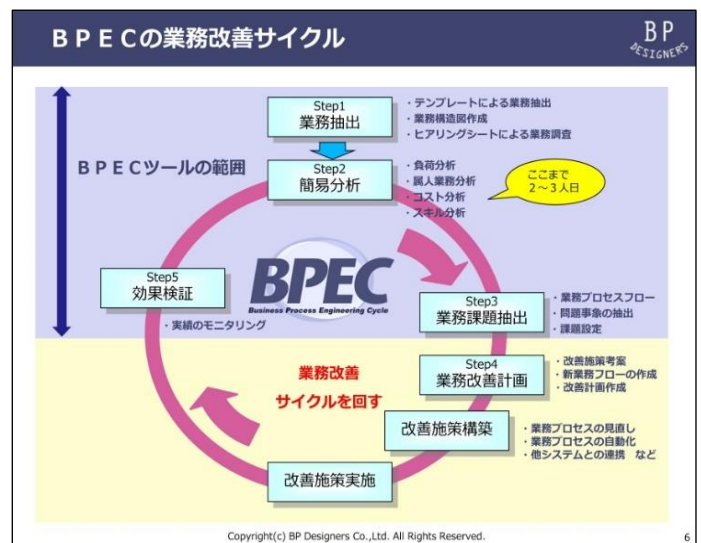 ＢＰＥＣの業務改善サイクル
BP
DESIGNERS
Step1
業務抽出
・テンプレートによる業務抽出
・業務構造図作成
・ヒアリングシートによる業務調査
ＢＰＥＣツールの範囲
Step2
簡易分析
・負荷分析
・属人業務分析
・コスト分析
・スキル分析
ここまで
２～３人日
Step5
効果検証
・実績のモニタリング
BPEC
Business Process Engineering Cycle
Step3
業務課題抽出
・業務プロセスフロー
・問題事象の抽出
・課題設定
業務改善
サイクルを回す
Step4
業務改善計画
・改善施策考案
・新業務フローの作成
・改善計画作成
改善施策構築
・業務プロセスの見直し
・業務プロセスの自動化
・他システムとの連携　など
改善施策実施
Copyright(c) BP Designers Co.,Ltd. All Rights Reserved.
6